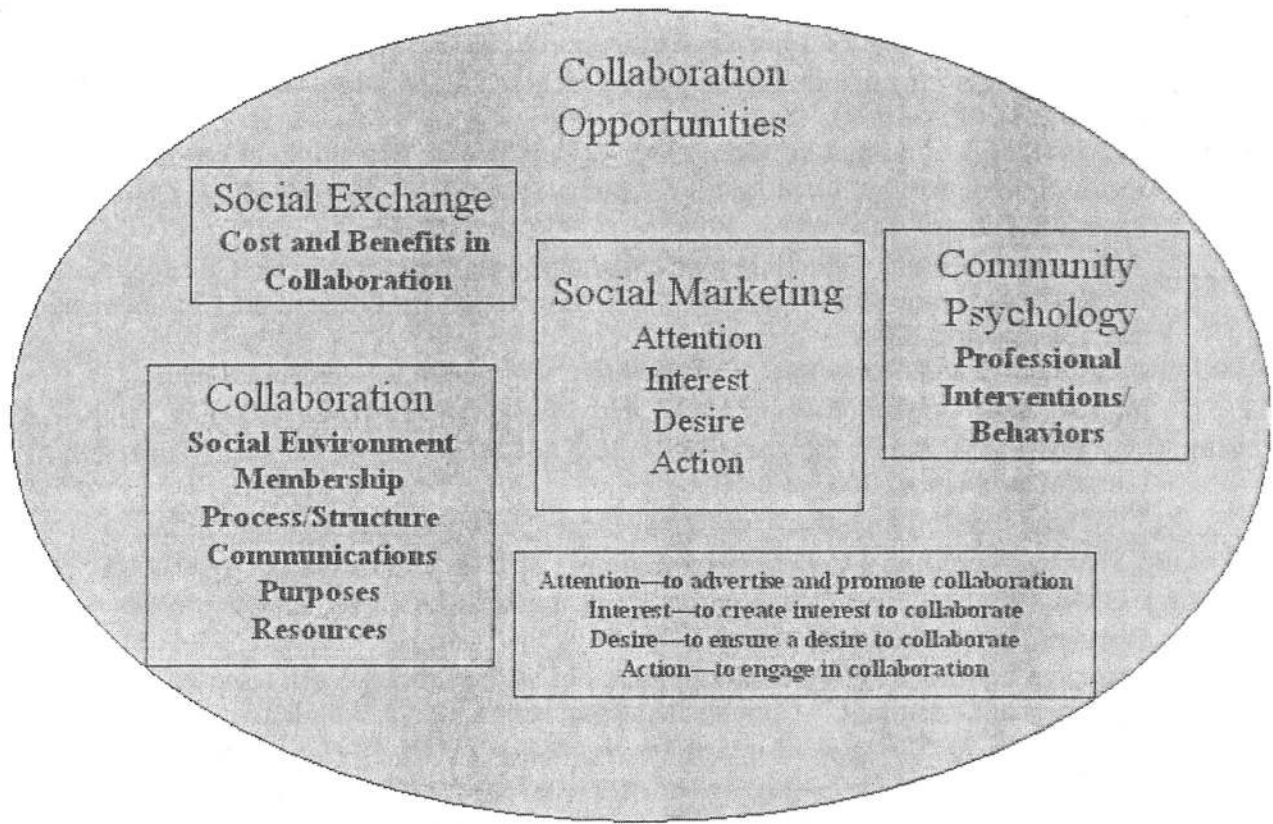 Collaboration
Opportunities
Social Exchange
Cost and Benefits in
Collaboration
Social Marketing
Attention
Interest
Desire
Action
Community
Psychology
Professional
Interventions/
Behaviors
Collaboration
Social Environment
Membership
Process/Structure
Communications
Purposes
Resources
Attention—to advertise and promote collaboration
Interest—to create interest to collaborate
Desire—to ensure a desire to collaborate
Action—to engage in collaboration